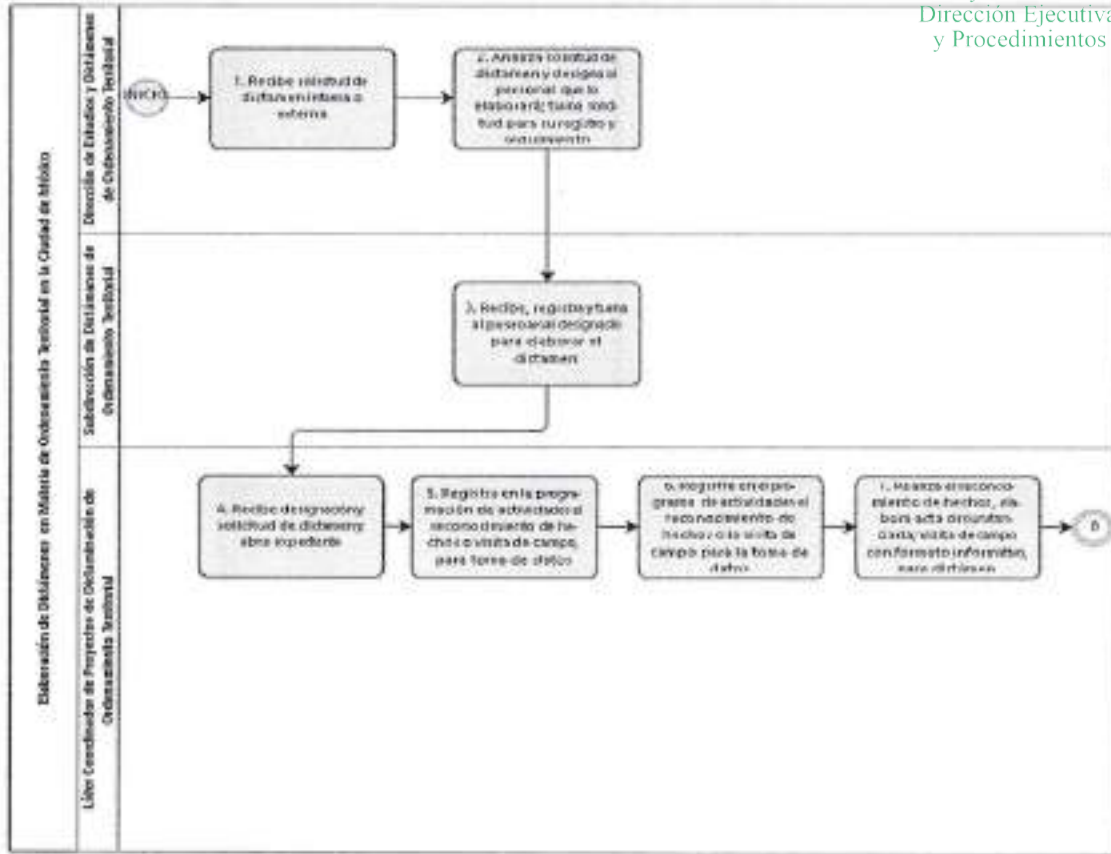 Dirección Ejecutiva
y Procedimientos
Elaboración de Dictámenes en Materia de Ordenamiento Territorial en la Ciudad de México
Dirección de Estudios y Dictámenes
de Ordenamiento Territorial
INICIO
1. Recibe solicitud de
dictamen interna o
externa
2. Analiza solicitud de
dictamen y designa al
personal que lo
elaborará; turna solici-
tud para su registro y
seguimiento
Subdirección de Dictámenes de
Ordenamiento Territorial
3. Recibe, registra y turna
al personal designado
para elaborar el
dictamen
Líder Coordinador de Proyectos de Dictaminación de
Ordenamiento Territorial
4. Recibe designación y
solicitud de dictamen y
abre expediente
5. Registra en la progra-
mación de actividades el
reconocimiento de he-
chos o visita de campo,
para toma de datos
6. Registra en el pro-
grama de actividades el
reconocimiento de
hechos o la visita de
campo para la toma de
datos
7. Realiza el reconoci-
miento de hechos, ela-
bora acta circunstan-
ciada; visita de campo
con formato informativo,
para dictamen